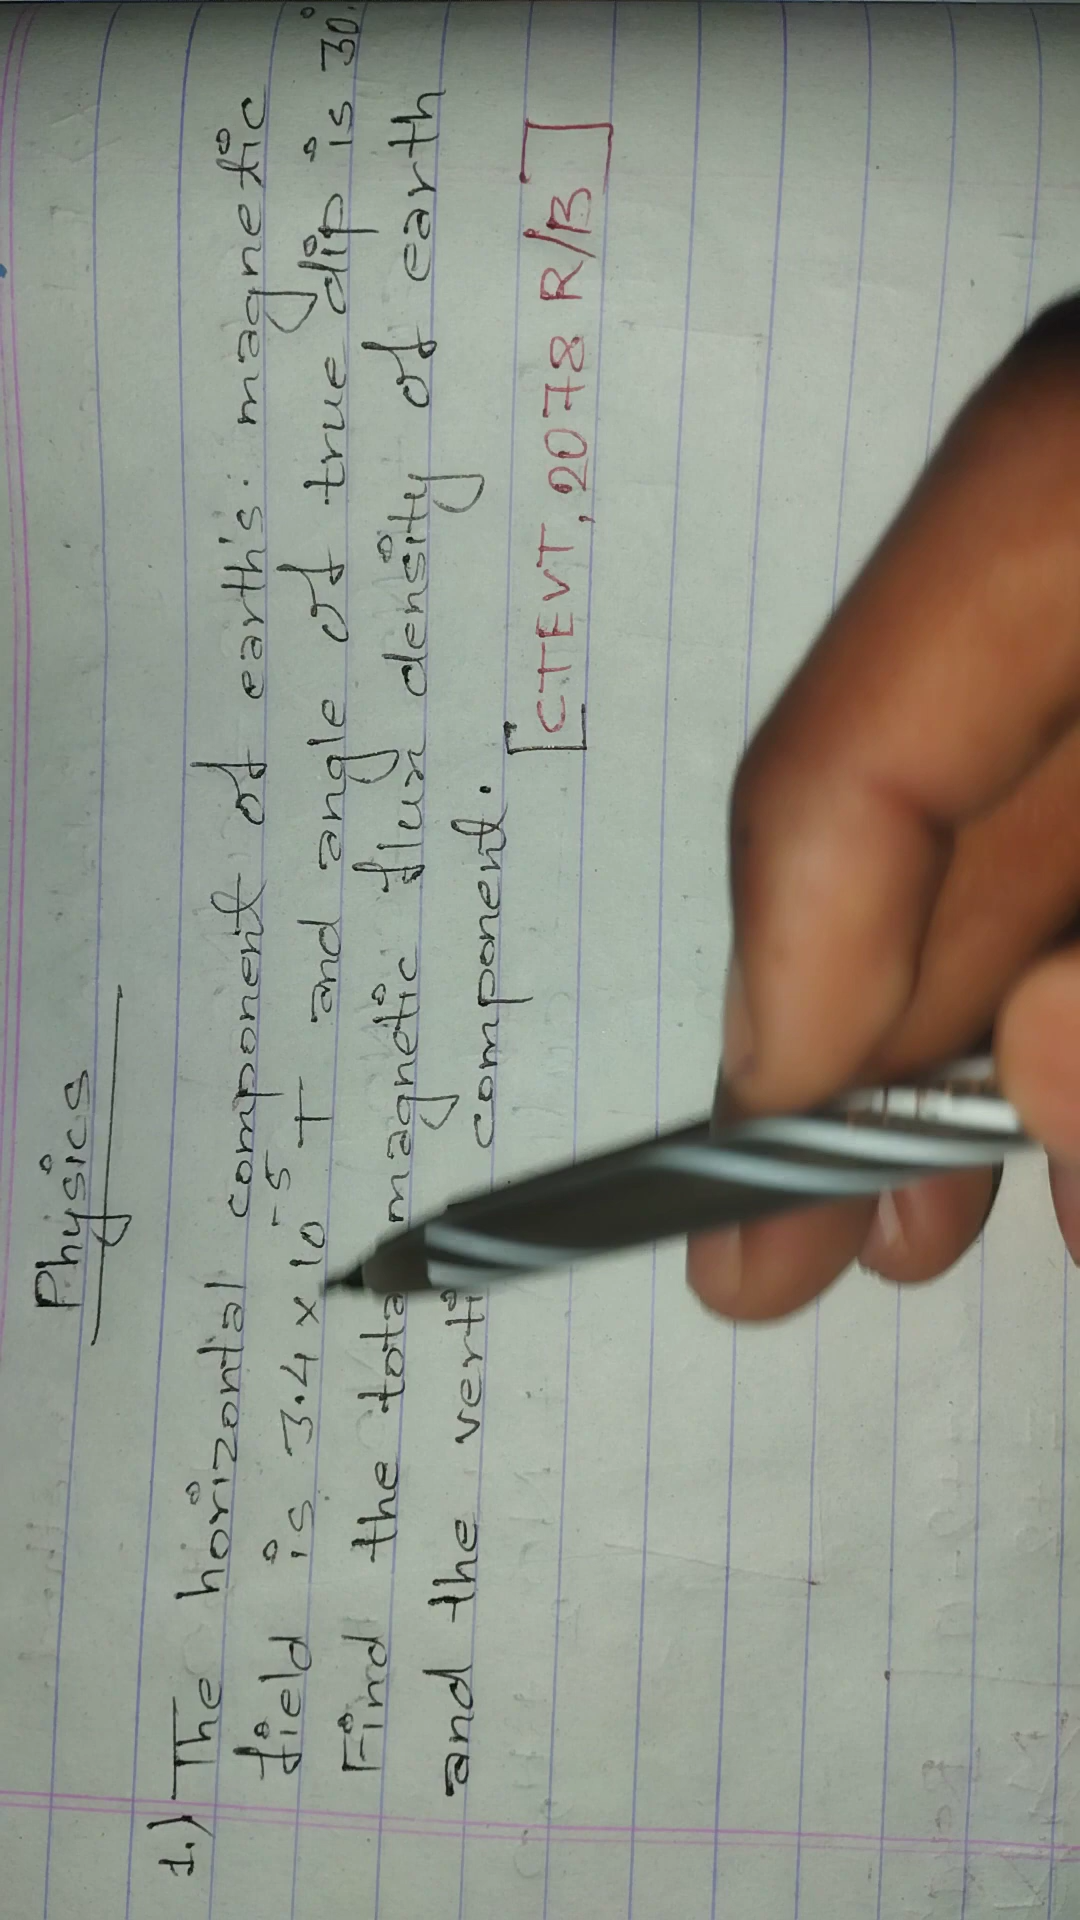 Physics
1.) The horizontal component of earth's magnetic
field is 3.4 × 10⁻⁵ T and angle of true dip is 30°.
Find the total magnetic flux density of earth
and the component.
[CTEVT, 2078 R/B]